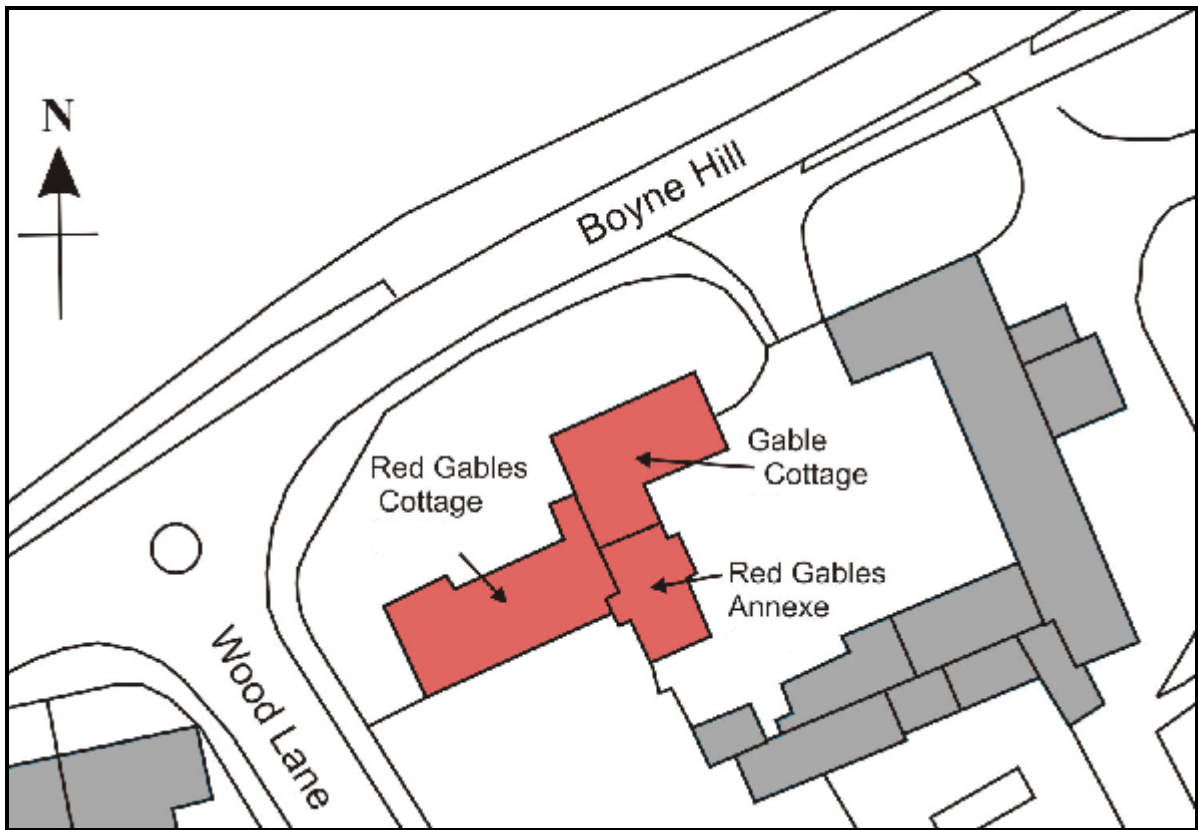 N
Boyne Hill
Gable
Cottage
Red Gables
Cottage
Red Gables
Annexe
Wood Lane